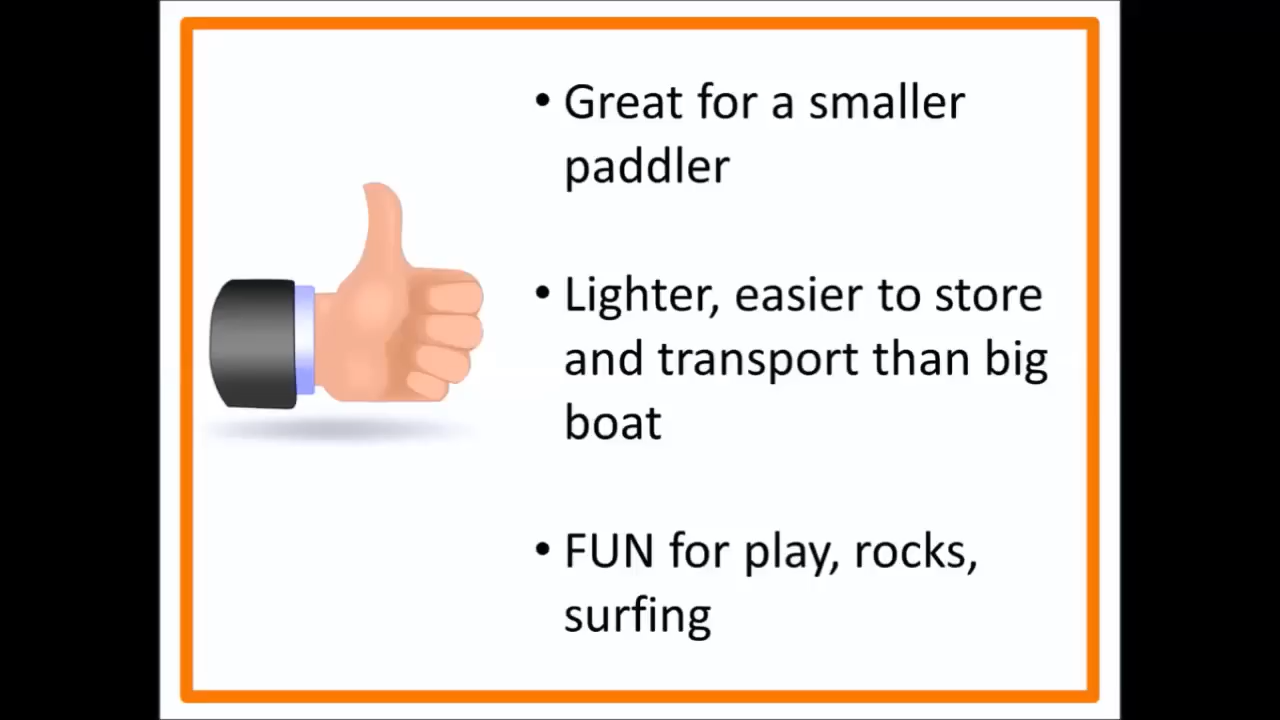 • Great for a smaller
paddler
• Lighter, easier to store
and transport than big
boat
• FUN for play, rocks,
surfing